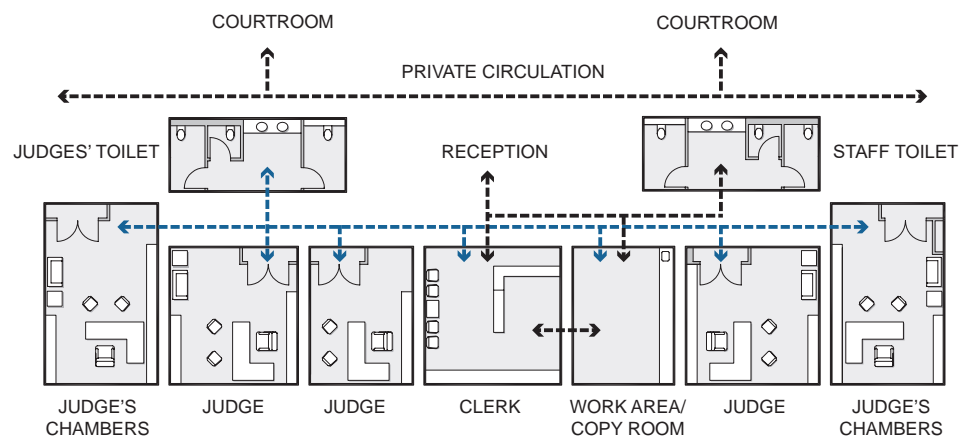 COURTROOM
COURTROOM
PRIVATE CIRCULATION
JUDGES' TOILET
RECEPTION
STAFF TOILET
JUDGE'S
CHAMBERS
JUDGE
JUDGE
CLERK
WORK AREA/
COPY ROOM
JUDGE
JUDGE'S
CHAMBERS